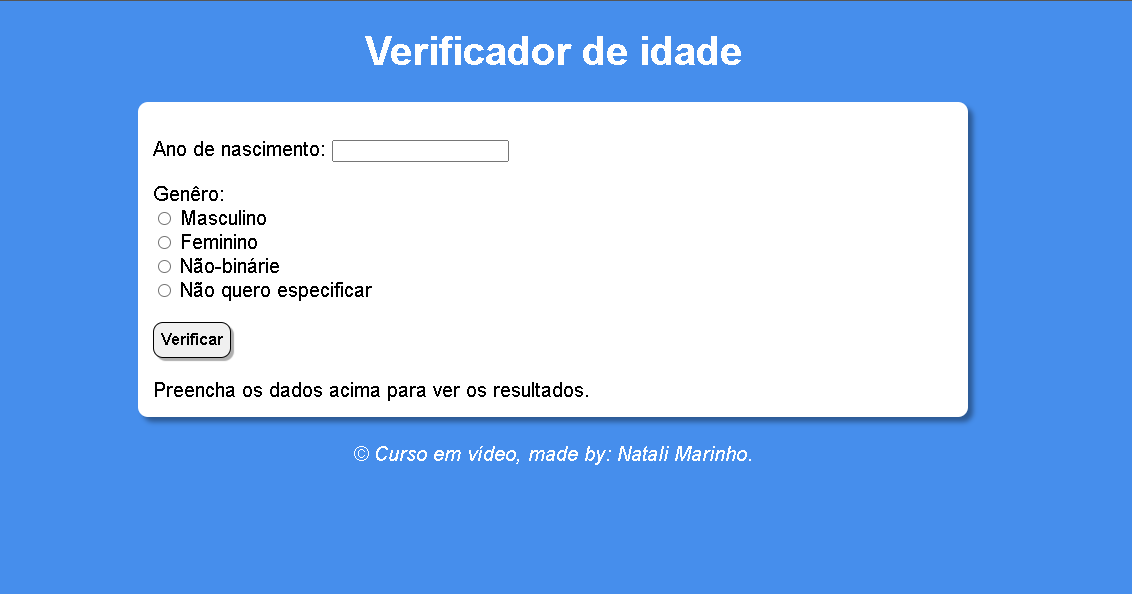 Verificador de idade
Ano de nascimento:
Genêro:
Masculino
Feminino
Não-binárie
Não quero especificar
Verificar
Preencha os dados acima para ver os resultados.
© Curso em vídeo, made by: Natali Marinho.